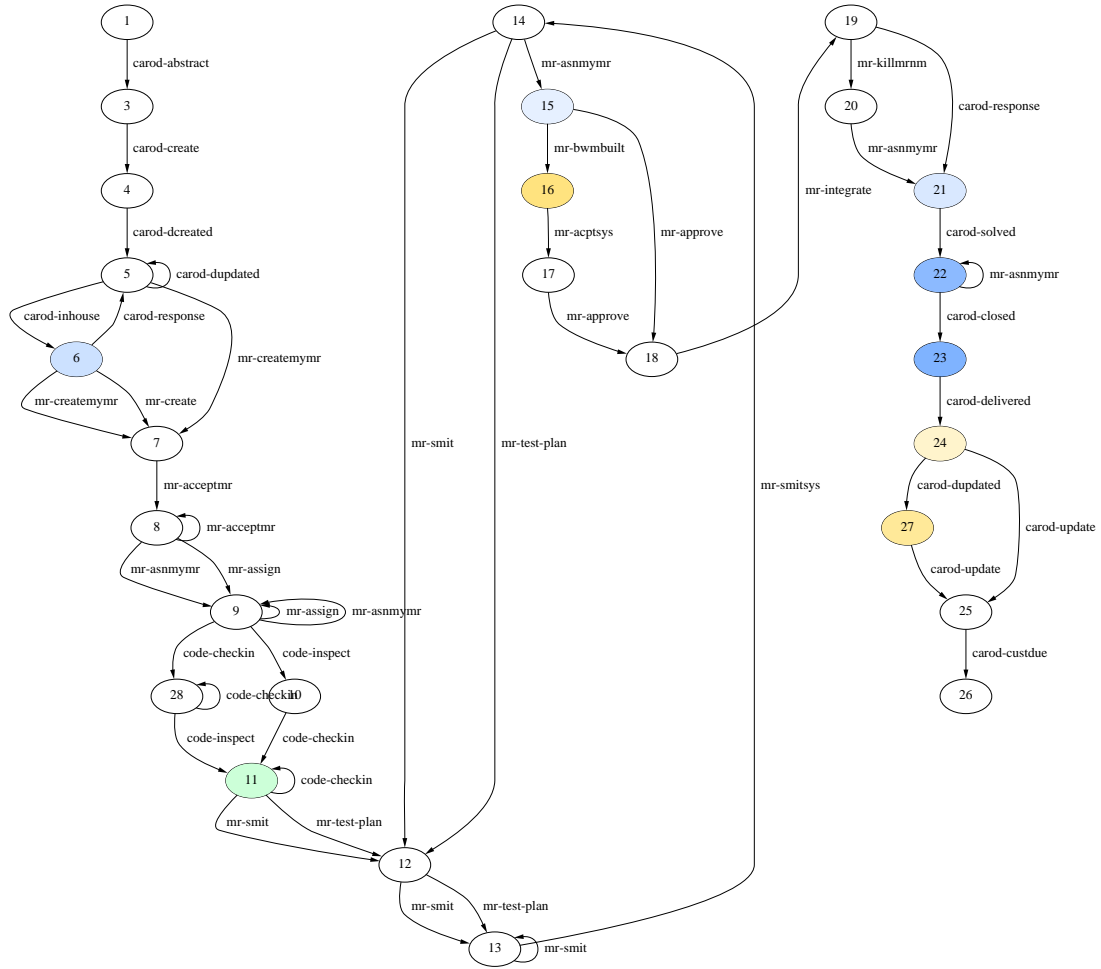 1
14
19
carod-abstract
mr-asnmymr
mr-killmrnm
3
15
20
carod-response
carod-create
mr-bwmbuilt
mr-asnmymr
4
16
mr-integrate
21
carod-dcreated
mr-acptsys
mr-approve
carod-solved
5
carod-dupdated
17
22
mr-asnmymr
carod-inhouse
carod-response
mr-approve
carod-closed
6
mr-createmymr
18
23
mr-createmymr
mr-create
carod-delivered
7
mr-smit
mr-test-plan
24
mr-acceptmr
mr-smitsys
carod-dupdated
8
mr-acceptmr
27
carod-update
mr-asnmymr
mr-assign
carod-update
9
mr-assign
mr-asnmymr
25
code-checkin
code-inspect
carod-custdue
28
code-checkin
10
26
code-inspect
code-checkin
11
code-checkin
mr-smit
mr-test-plan
12
mr-smit
mr-test-plan
13
mr-smit